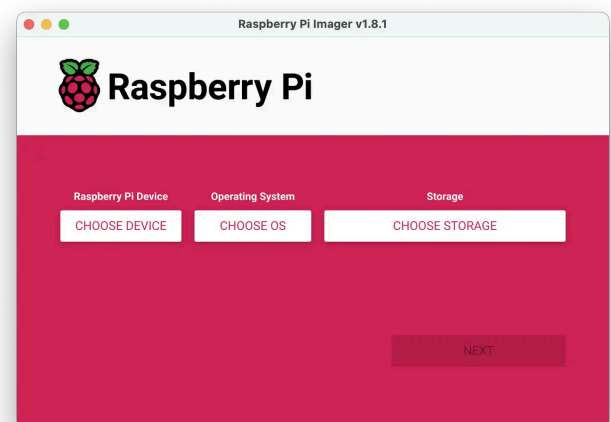 Raspberry Pi Imager v1.8.1
Raspberry Pi
Raspberry Pi Device Operating System Storage
CHOOSE DEVICE CHOOSE OS CHOOSE STORAGE
NEXT